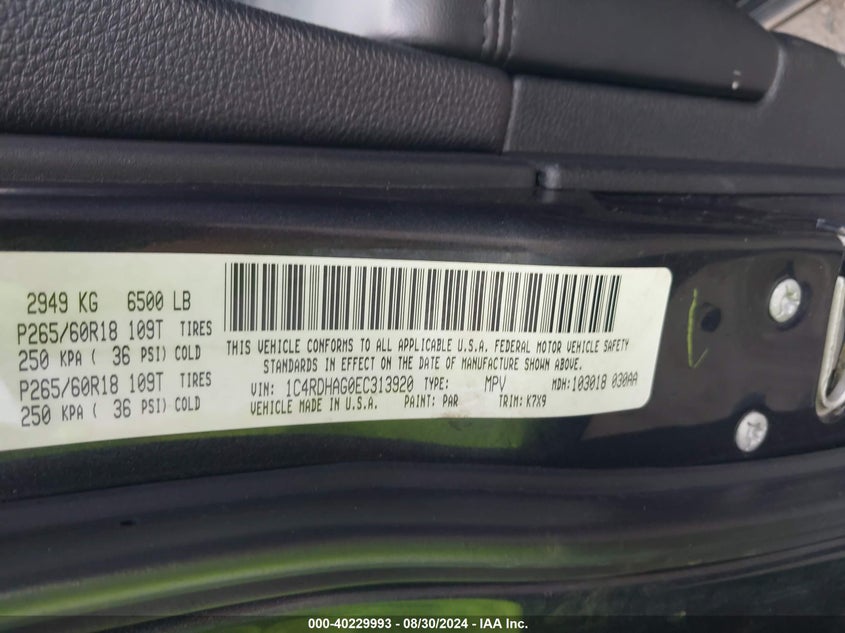 2949 KG 6500 LB
P265/60R18 109T TIRES
250 KPA ( 36 PSI) COLD
P265/60R18 109T TIRES
250 KPA ( 36 PSI) COLD
THIS VEHICLE CONFORMS TO ALL APPLICABLE U.S.A. FEDERAL MOTOR VEHICLE SAFETY
STANDARDS IN EFFECT ON THE DATE OF MANUFACTURE SHOWN ABOVE.
VIN: 1C4RDHAG0EC313920 TYPE: MPV MDH: 103018 030AA
VEHICLE MADE IN U.S.A. PAINT: PAR TRIM: K7X9
000-40229993 — 08/30/2024 — IAA Inc.